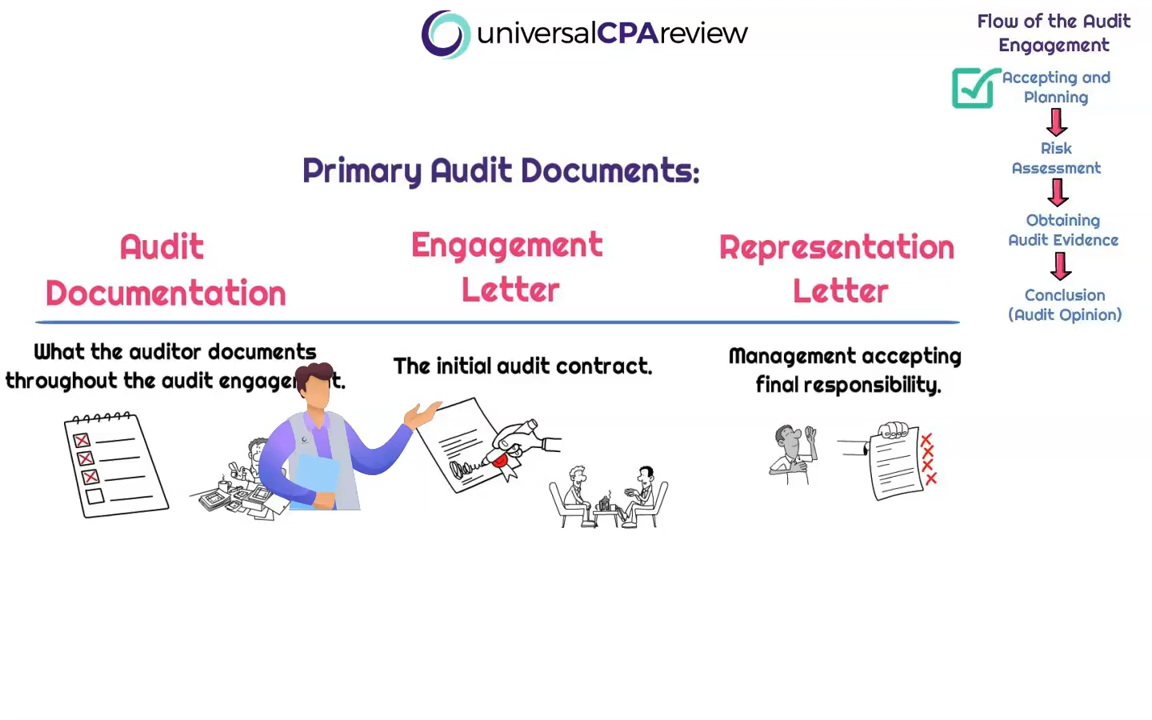 universalCPAreview
Flow of the Audit
Engagement
Accepting and
Planning
Risk
Assessment
Obtaining
Audit Evidence
Conclusion
(Audit Opinion)
Primary Audit Documents:
Audit
Documentation
What the auditor documents
throughout the audit engagement.
Engagement
Letter
The initial audit contract.
Representation
Letter
Management accepting
final responsibility.